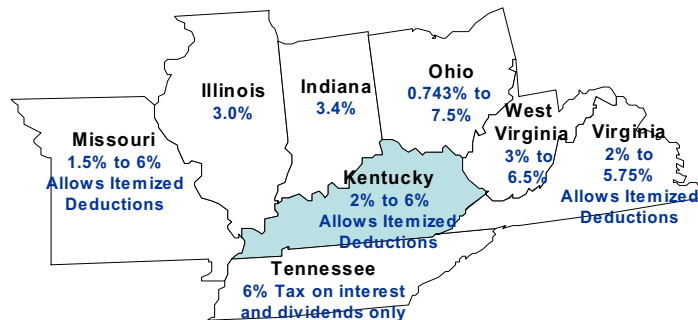 Illinois
3.0%
Indiana
3.4%
Ohio
0.743% to
7.5%
West
Virginia
3% to
6.5%
Virginia
2% to
5.75%
Allows Itemized
Deductions
Missouri
1.5% to 6%
Allows Itemized
Deductions
Kentucky
2% to 6%
Allows Itemized
Deductions
Tennessee
6% Tax on interest
and dividends only